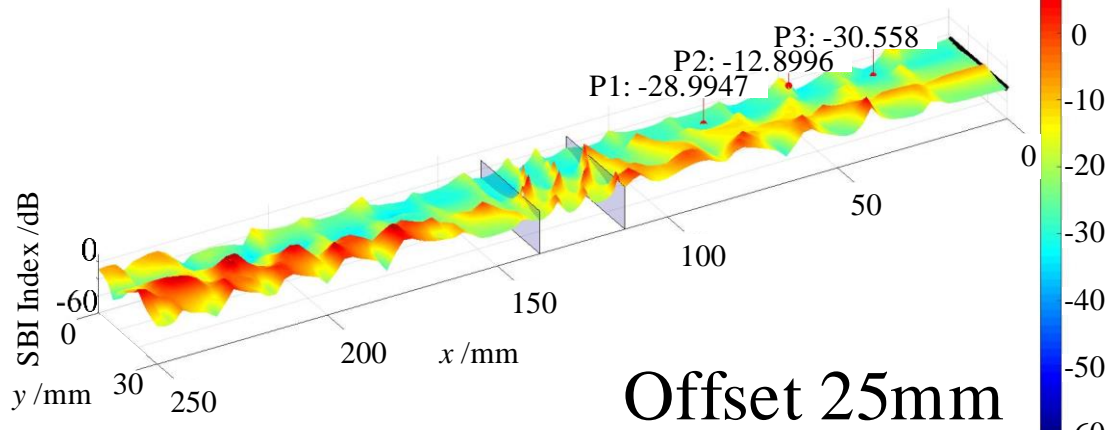 P3: -30.558
P2: -12.8996
P1: -28.9947
0
-10
-20
-30
-40
-50
-60
0
50
100
150
200
250
x /mm
SBI Index /dB
0
-60
0
30
y /mm
Offset 25mm